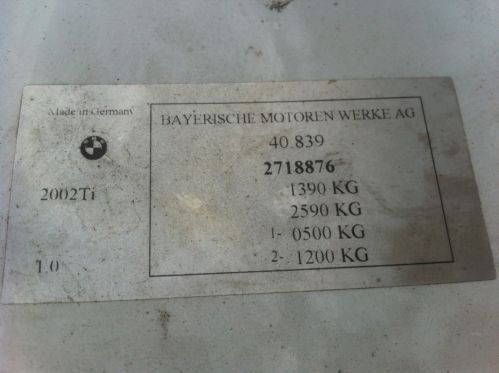 Made in Germany
BAYERISCHE MOTOREN WERKE AG
40.839
2718876
2002Ti
1390 KG
2590 KG
1- 0500 KG
1.0
2- 1200 KG